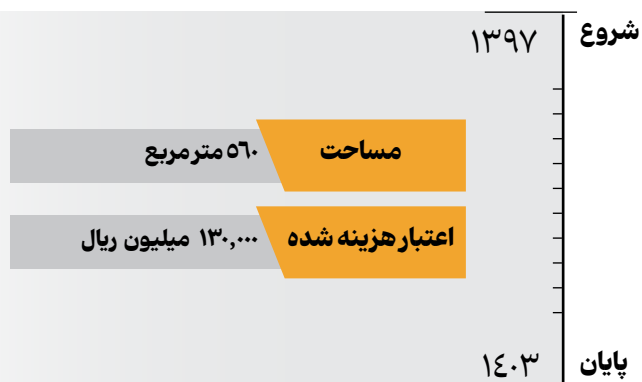 شروع ۱۳۹۷
مساحت ۵۶۰ مترمربع
اعتبار هزینه شده ۱۳۰,۰۰۰ میلیون ریال
پایان ۱۴۰۳